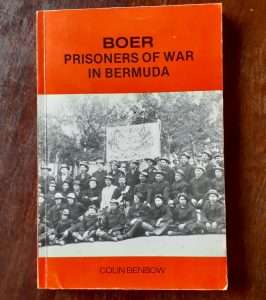 BOER
PRISONERS OF WAR
IN BERMUDA
COLIN BENBOW